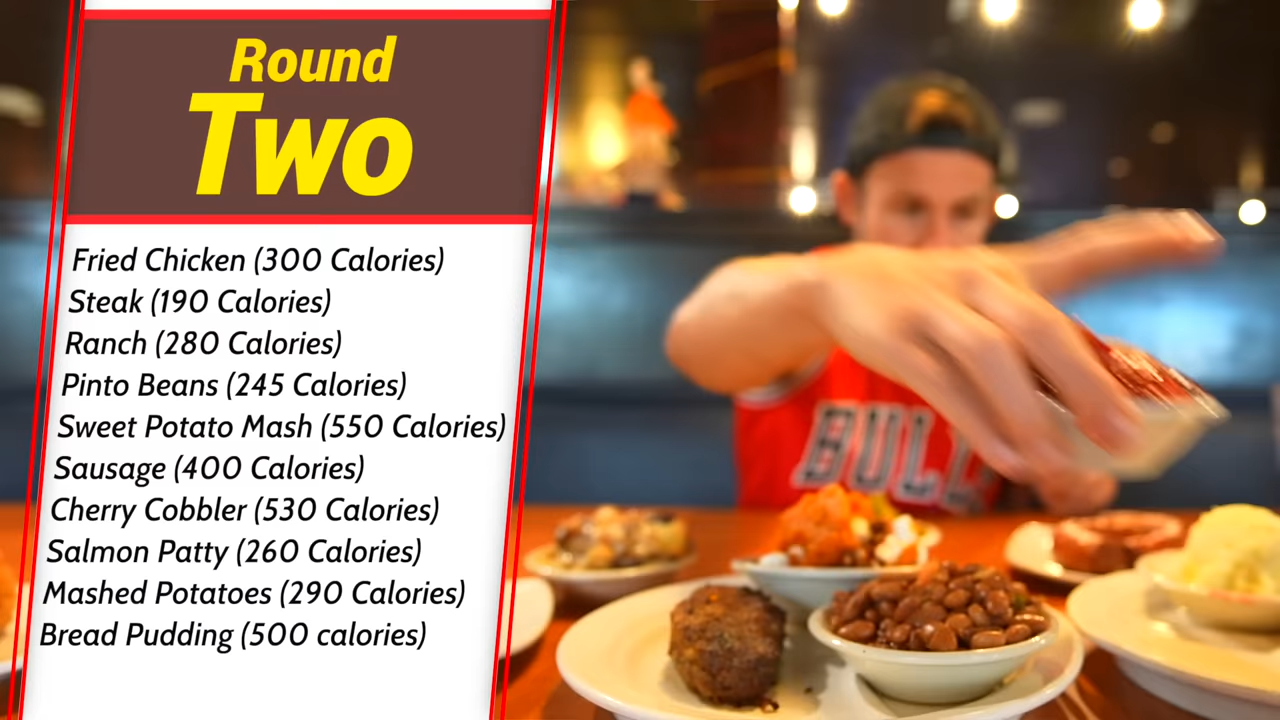 Round
Two
Fried Chicken (300 Calories)
Steak (190 Calories)
Ranch (280 Calories)
Pinto Beans (245 Calories)
Sweet Potato Mash (550 Calories)
Sausage (400 Calories)
Cherry Cobbler (530 Calories)
Salmon Patty (260 Calories)
Mashed Potatoes (290 Calories)
Bread Pudding (500 calories)
BULL